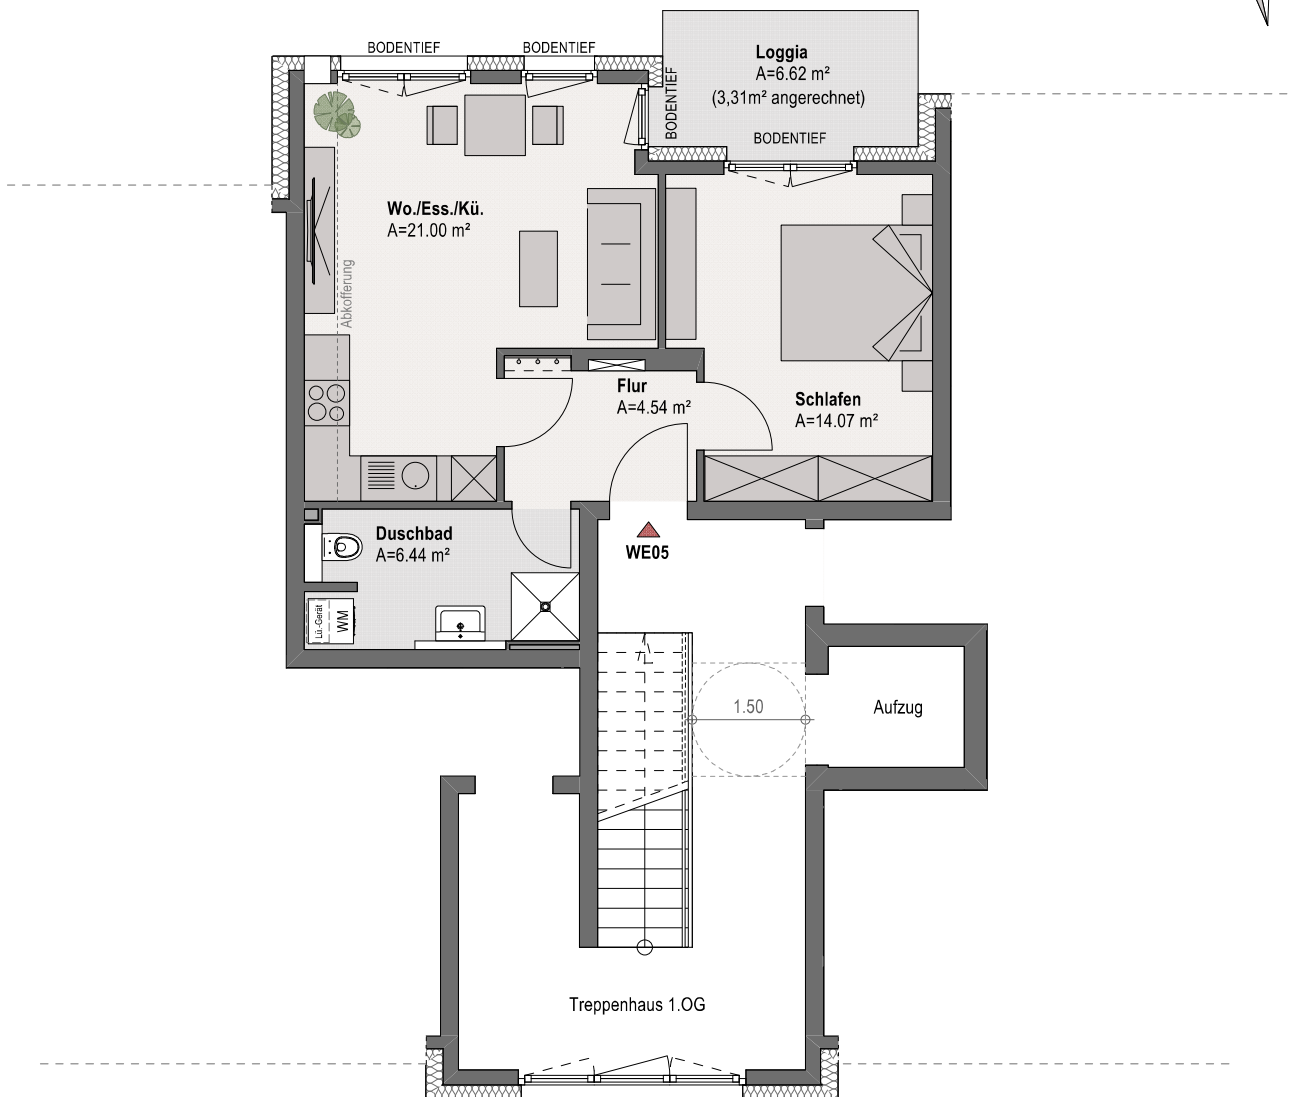 BODENTIEF
BODENTIEF
Loggia
A=6.62 m²
(3,31m² angerechnet)
BODENTIEF
BODENTIEF
Wo./Ess./Kü.
A=21.00 m²
Abkofferung
Flur
A=4.54 m²
Schlafen
A=14.07 m²
Duschbad
A=6.44 m²
WE05
Lü.-Gerät
WM
1.50
Aufzug
Treppenhaus 1.OG